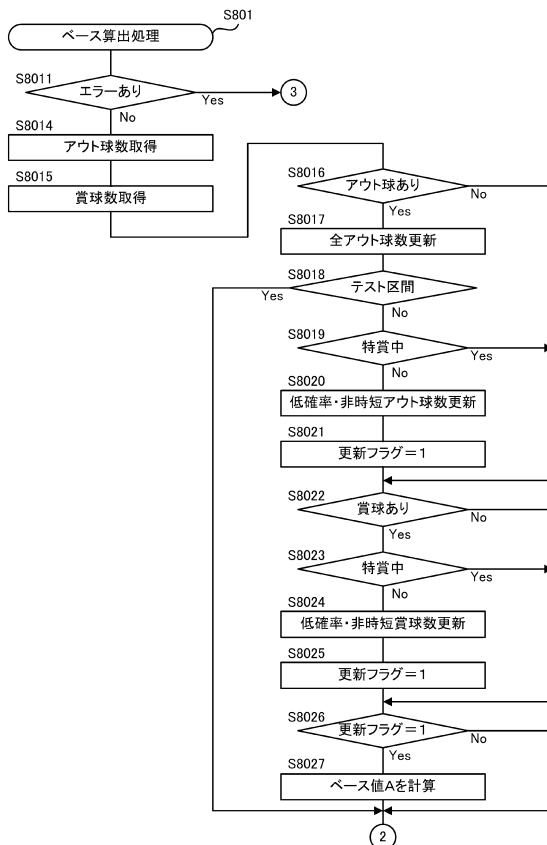 S801
ベース算出処理
S8011
エラーあり
Yes
3
No
S8014
アウト球数取得
S8015
賞球数取得
S8016
アウト球あり
No
Yes
S8017
全アウト球数更新
S8018
テスト区間
Yes
No
S8019
特賞中
Yes
No
S8020
低確率・非時短アウト球数更新
S8021
更新フラグ＝1
S8022
賞球あり
No
Yes
S8023
特賞中
Yes
No
S8024
低確率・非時短賞球数更新
S8025
更新フラグ＝1
S8026
更新フラグ＝1
No
Yes
S8027
ベース値Aを計算
2